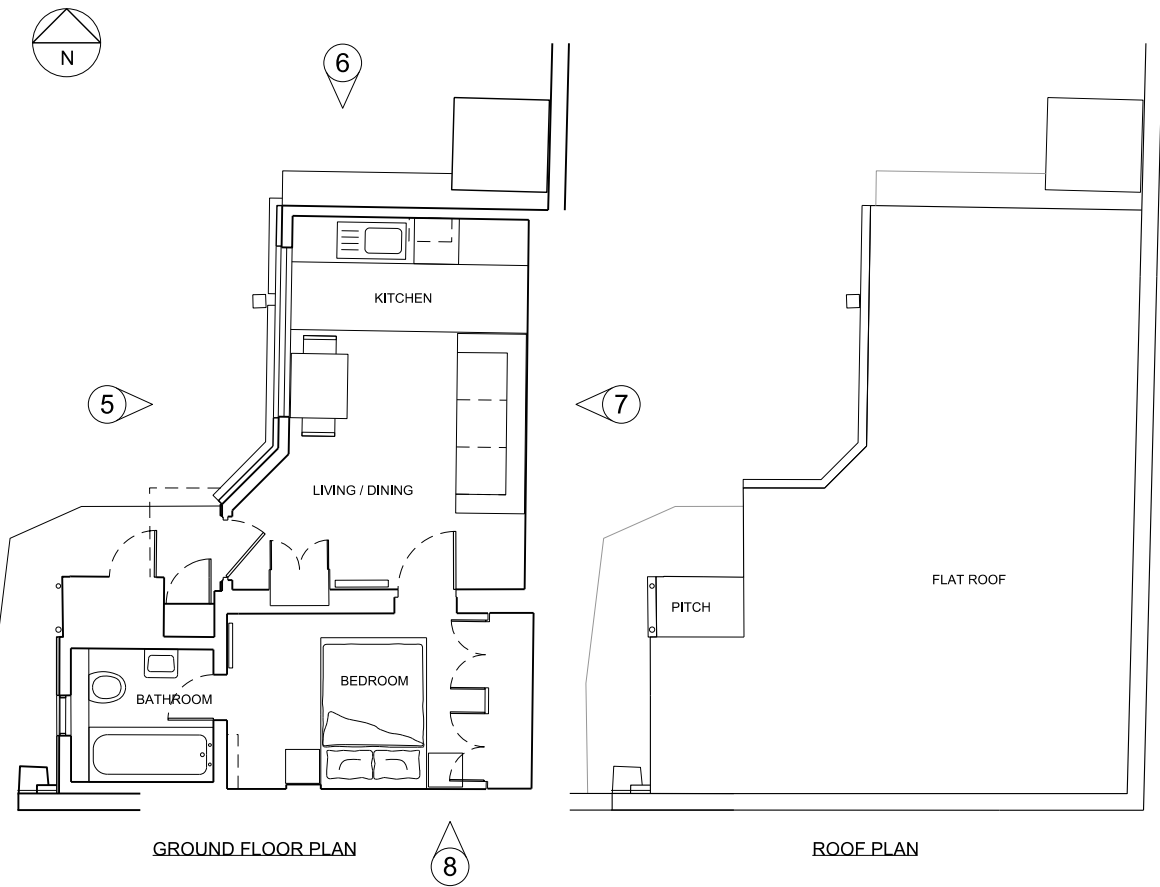 N
6
KITCHEN
5
7
LIVING / DINING
FLAT ROOF
PITCH
BEDROOM
BATHROOM
GROUND FLOOR PLAN
ROOF PLAN
8